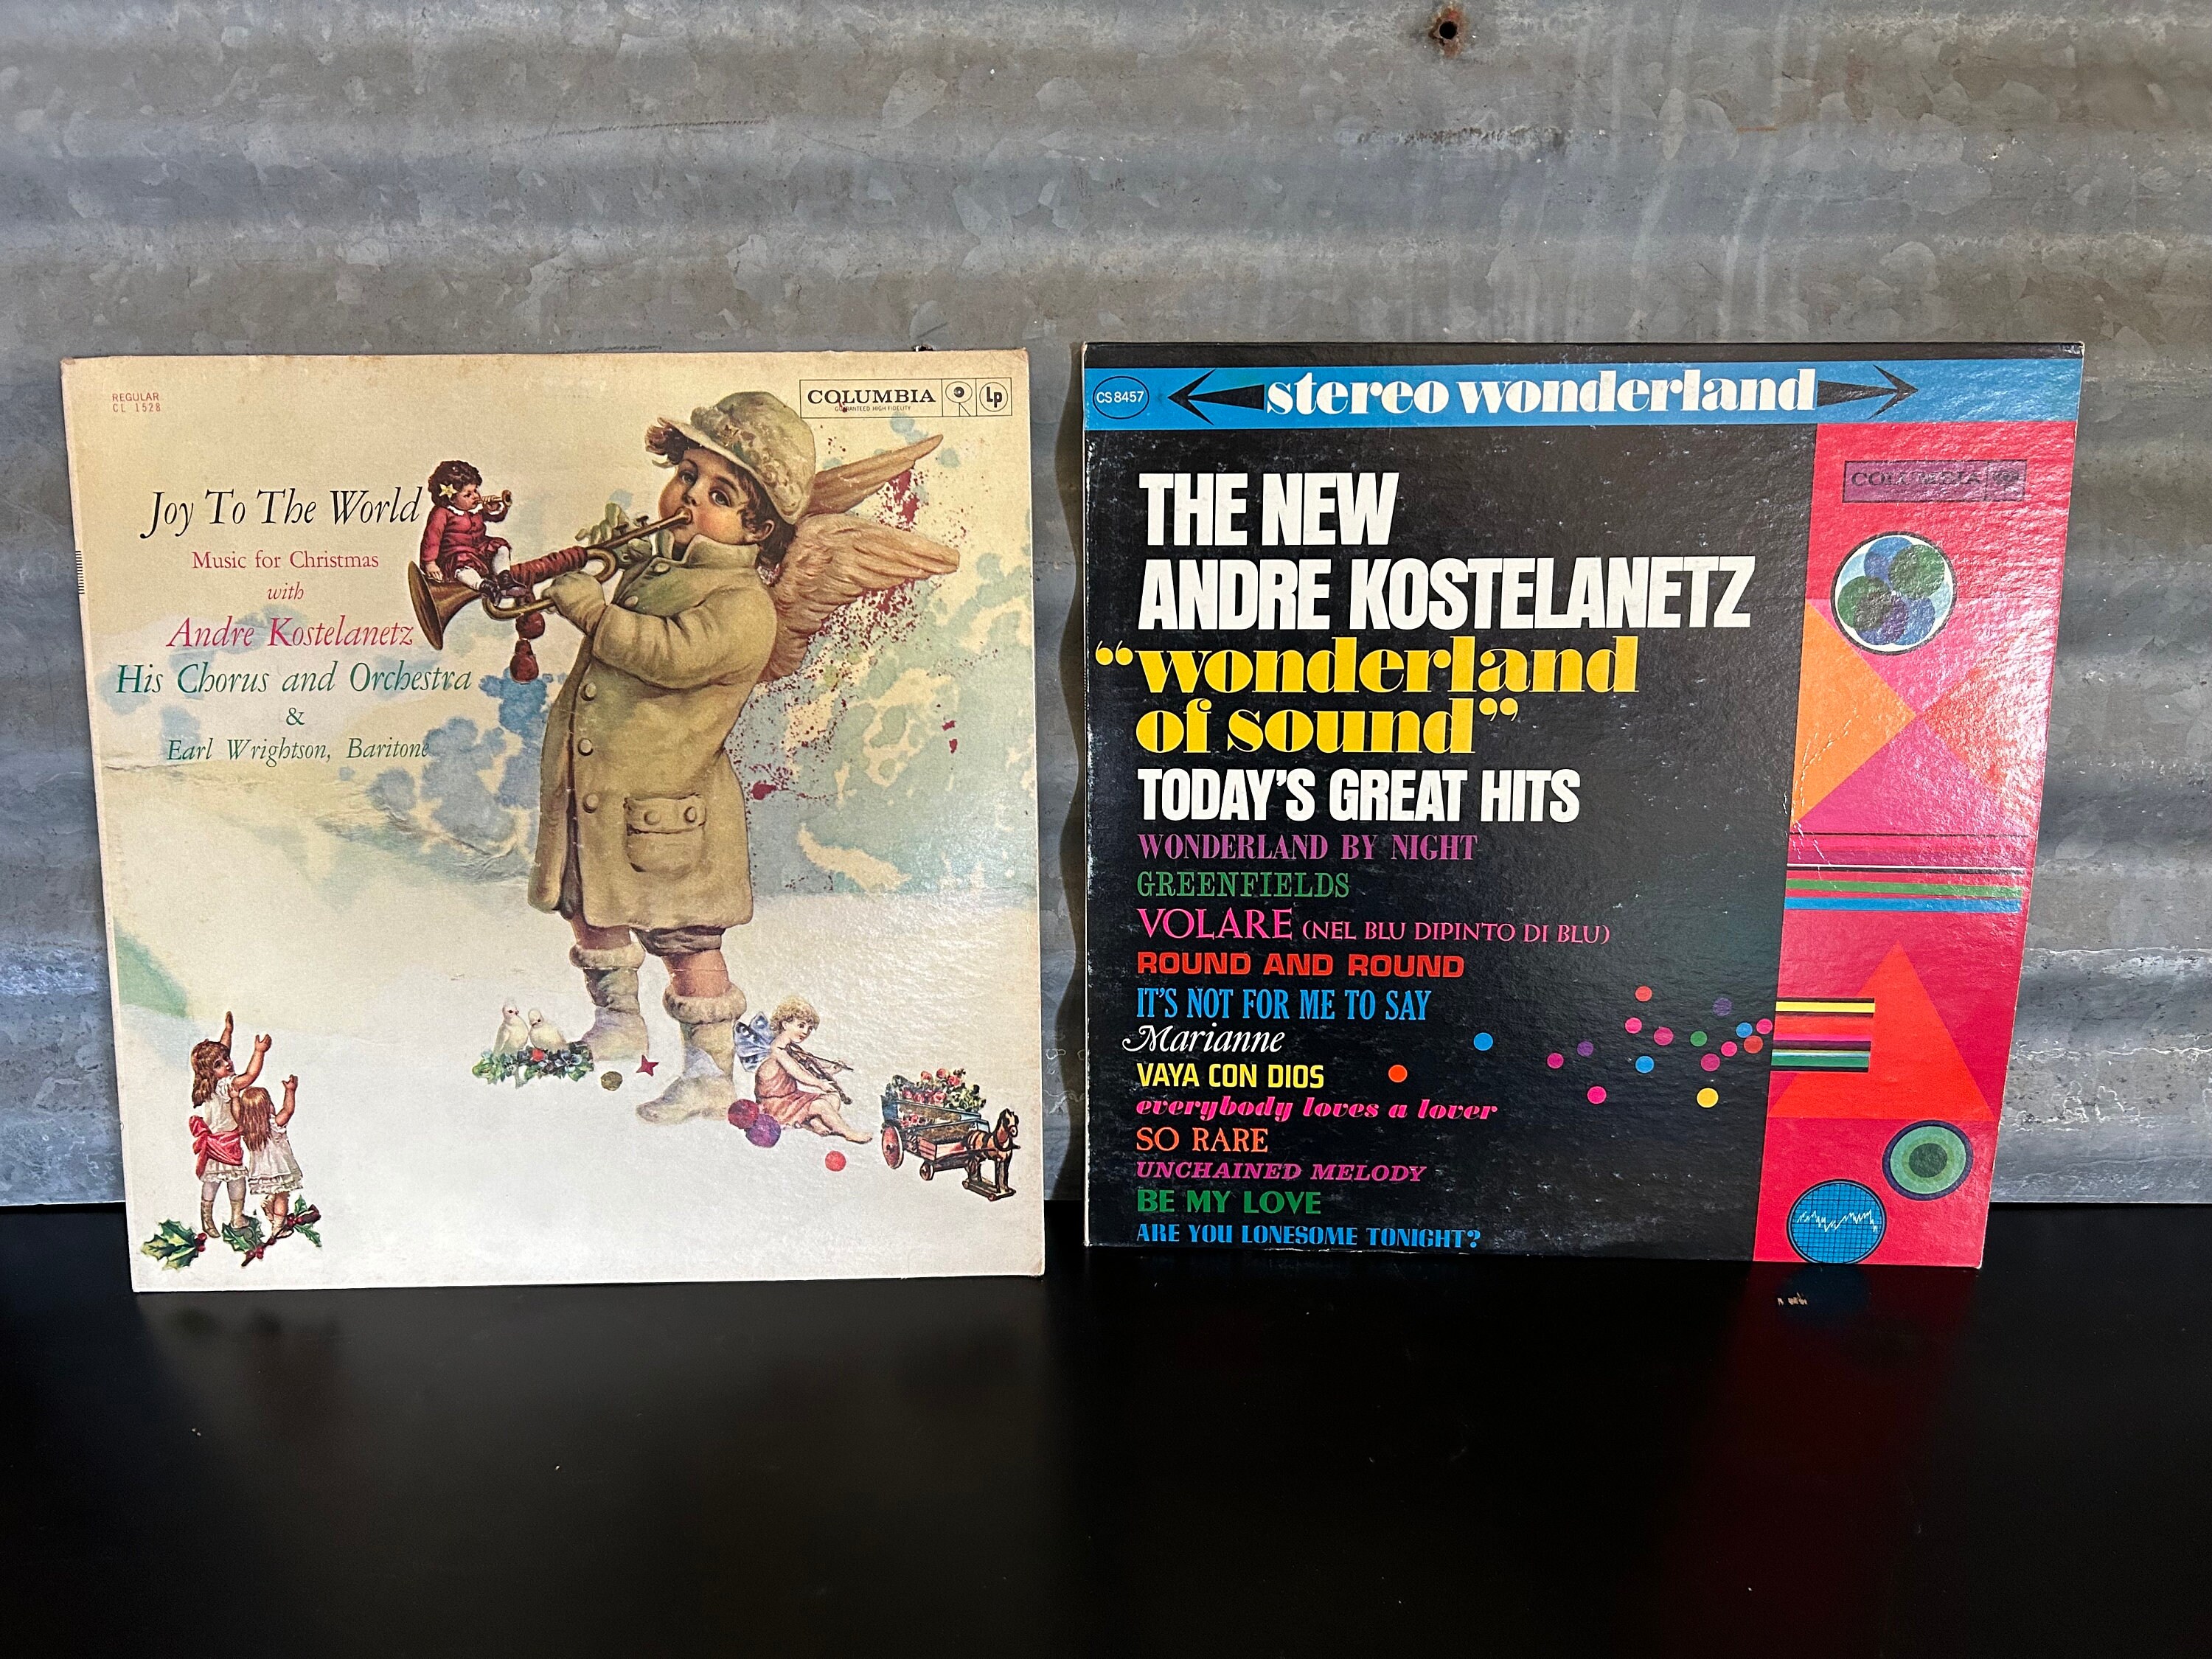 REGULAR
CL 1528
COLUMBIA
GUARANTEED HIGH FIDELITY
Lp
Joy To The World
Music for Christmas
with
Andre Kostelanetz
His Chorus and Orchestra
&
Earl Wrightson, Baritone
CS 8457
stereo wonderland
COLUMBIA
THE NEW
ANDRE KOSTELANETZ
“wonderland
of sound”
TODAY'S GREAT HITS
WONDERLAND BY NIGHT
GREENFIELDS
VOLARE (NEL BLU DIPINTO DI BLU)
ROUND AND ROUND
IT'S NOT FOR ME TO SAY
Marianne
VAYA CON DIOS
everybody loves a lover
SO RARE
UNCHAINED MELODY
BE MY LOVE
ARE YOU LONESOME TONIGHT?